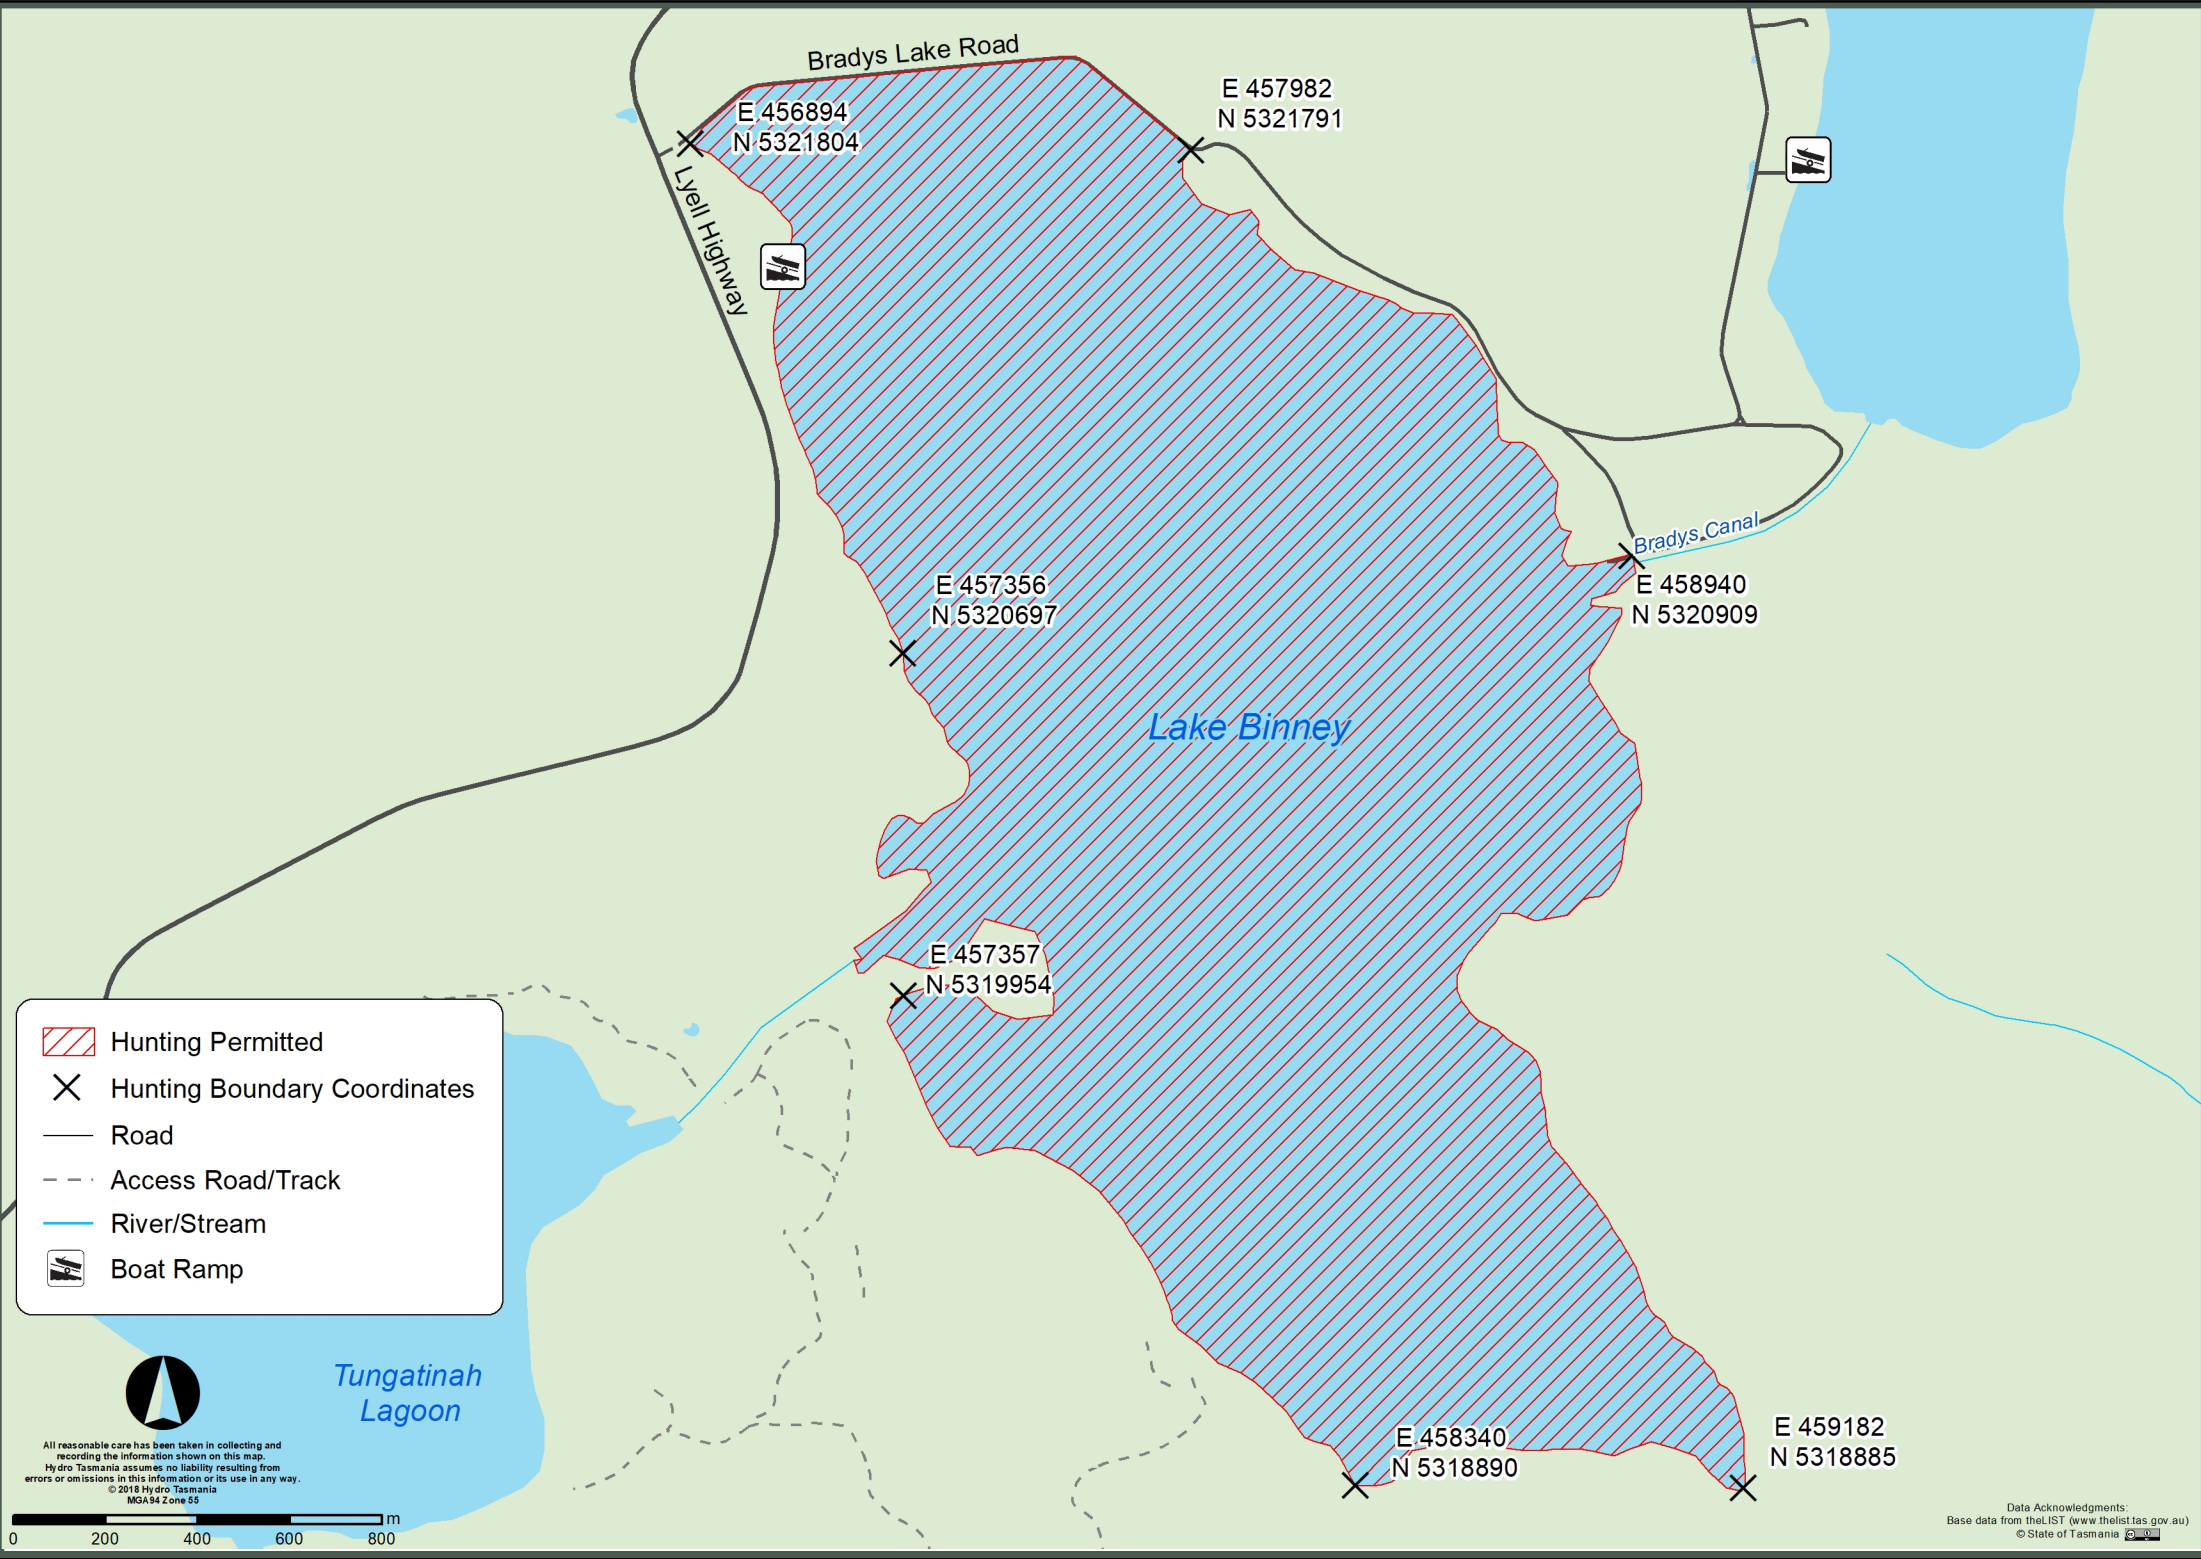 Bradys Lake Road
E 457982
N 5321791
E 456894
N 5321804
Lyell Highway
Bradys Canal
E 457356
N 5320697
E 458940
N 5320909
Lake Binney
E 457357
N 5319954
Hunting Permitted
Hunting Boundary Coordinates
Road
Access Road/Track
River/Stream
Boat Ramp
Tungatinah
Lagoon
E 458340
N 5318890
E 459182
N 5318885
All reasonable care has been taken in collecting and
recording the information shown on this map.
Hydro Tasmania assumes no liability resulting from
errors or omissions in this information or its use in any way.
© 2018 Hydro Tasmania
MGA94 Zone 55
m
0 200 400 600 800
Data Acknowledgments:
Base data from theLIST (www.thelist.tas.gov.au)
© State of Tasmania